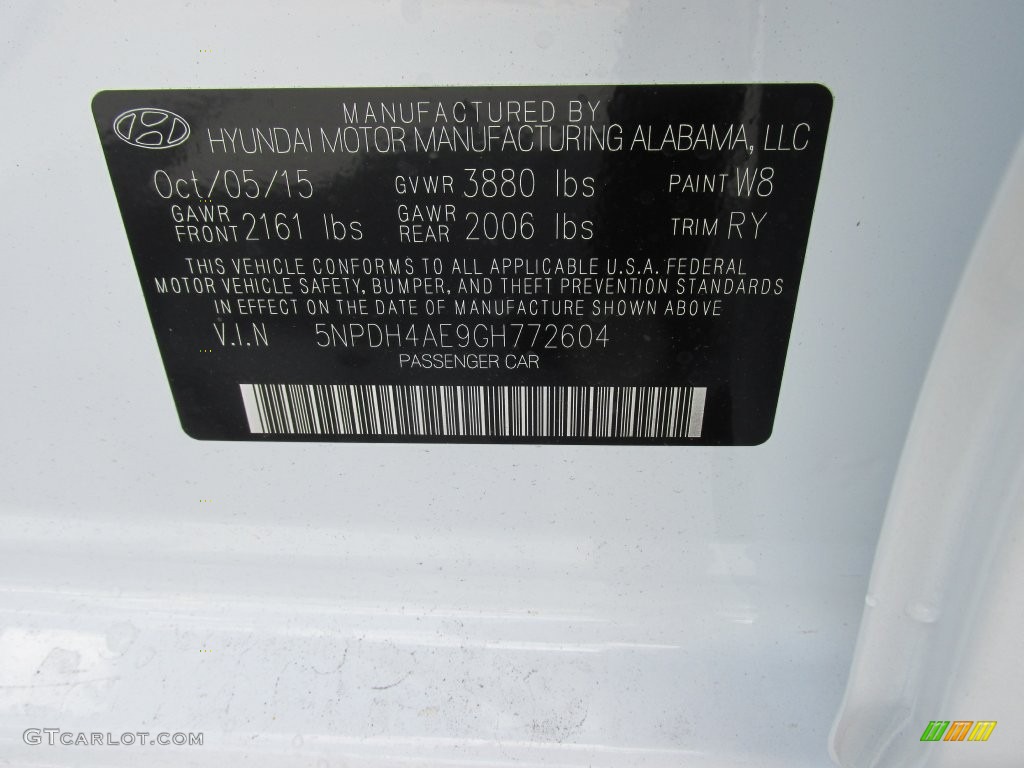 MANUFACTURED BY
HYUNDAI MOTOR MANUFACTURING ALABAMA, LLC
Oct/05/15 GVWR 3880 lbs PAINT W8
GAWR FRONT 2161 lbs GAWR REAR 2006 lbs TRIM RY
THIS VEHICLE CONFORMS TO ALL APPLICABLE U.S.A. FEDERAL
MOTOR VEHICLE SAFETY, BUMPER, AND THEFT PREVENTION STANDARDS
IN EFFECT ON THE DATE OF MANUFACTURE SHOWN ABOVE
V.I.N 5NPDH4AE9GH772604
PASSENGER CAR
GTCARLOT.COM